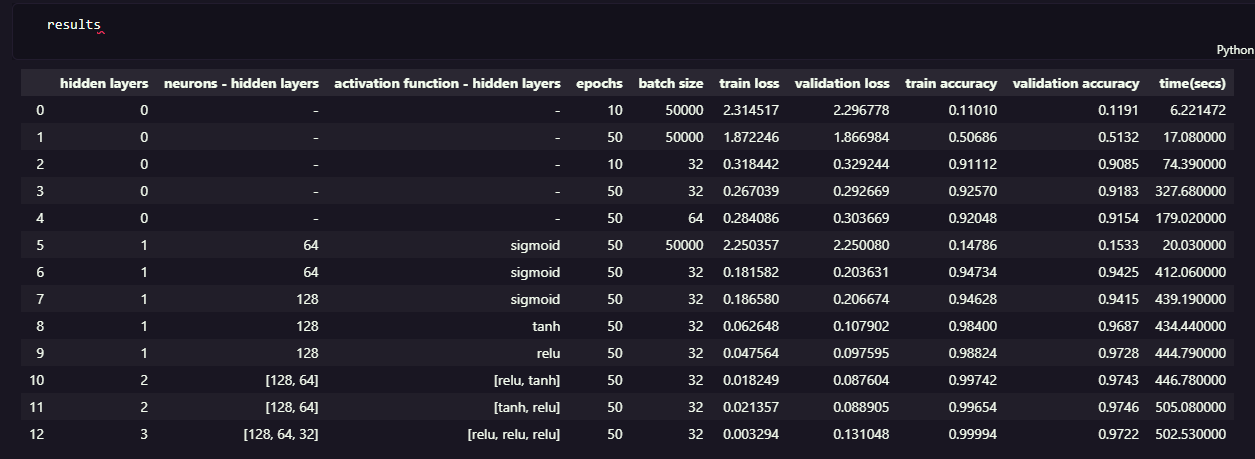 results
Python
hidden layers neurons - hidden layers activation function - hidden layers epochs batch size train loss validation loss train accuracy validation accuracy time(secs)
0 0 - - 10 50000 2.314517 2.296778 0.11010 0.1191 6.221472
1 0 - - 50 50000 1.872246 1.866984 0.50686 0.5132 17.080000
2 0 - - 10 32 0.318442 0.329244 0.91112 0.9085 74.390000
3 0 - - 50 32 0.267039 0.292669 0.92570 0.9183 327.680000
4 0 - - 50 64 0.284086 0.303669 0.92048 0.9154 179.020000
5 1 64 sigmoid 50 50000 2.250357 2.250080 0.14786 0.1533 20.030000
6 1 64 sigmoid 50 32 0.181582 0.203631 0.94734 0.9425 412.060000
7 1 128 sigmoid 50 32 0.186580 0.206674 0.94628 0.9415 439.190000
8 1 128 tanh 50 32 0.062648 0.107902 0.98400 0.9687 434.440000
9 1 128 relu 50 32 0.047564 0.097595 0.98824 0.9728 444.790000
10 2 [128, 64] [relu, tanh] 50 32 0.018249 0.087604 0.99742 0.9743 446.780000
11 2 [128, 64] [tanh, relu] 50 32 0.021357 0.088905 0.99654 0.9746 505.080000
12 3 [128, 64, 32] [relu, relu, relu] 50 32 0.003294 0.131048 0.99994 0.9722 502.530000